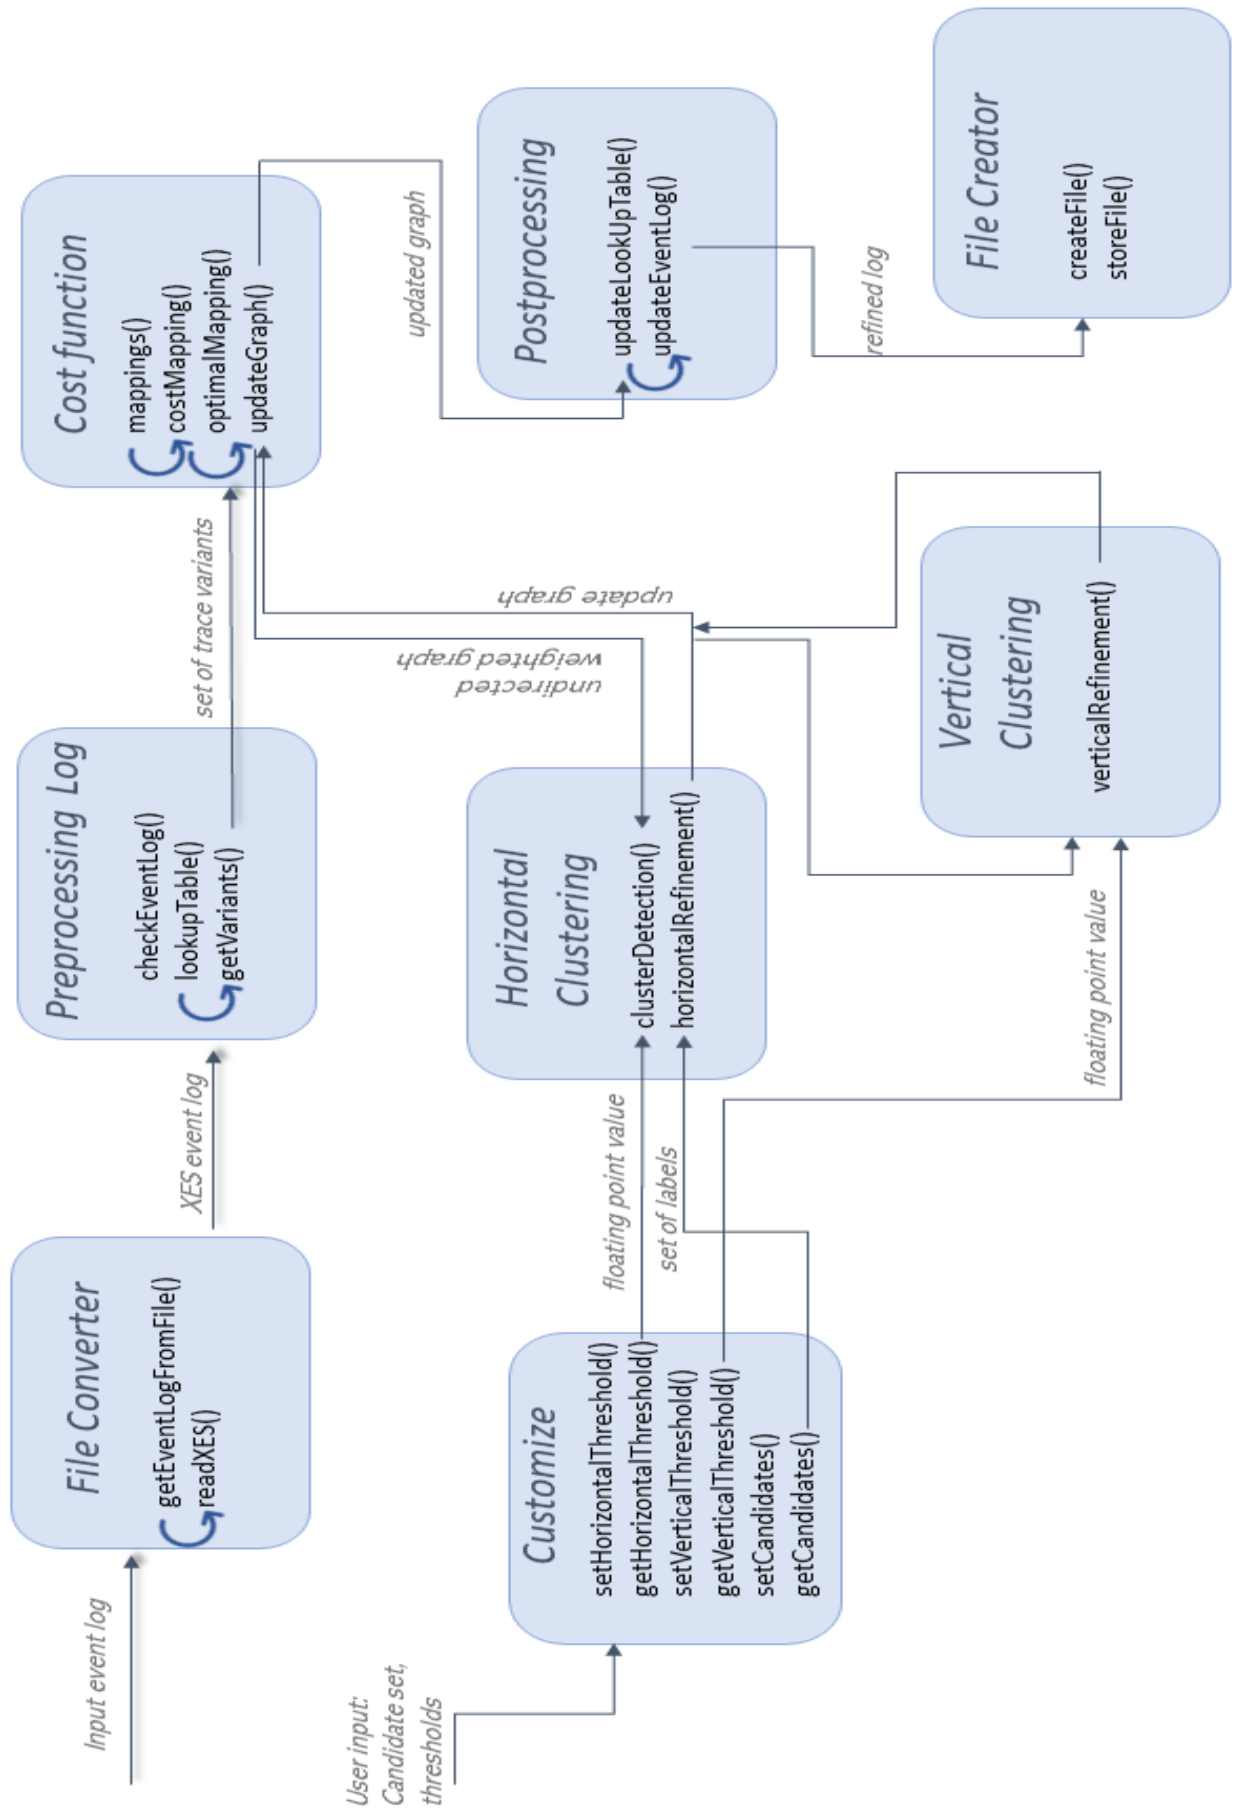 Input event log
File Converter
getEventLogFromFile()
readXES()
XES event log
Preprocessing Log
checkEventLog()
lookupTable()
getVariants()
set of trace variants
Cost function
mappings()
costMapping()
optimalMapping()
updateGraph()
User input:
Candidate set,
thresholds
Customize
setHorizontalThreshold()
getHorizontalThreshold()
setVerticalThreshold()
getVerticalThreshold()
setCandidates()
getCandidates()
floating point value
set of labels
Horizontal
Clustering
clusterDetection()
horizontalRefinement()
undirected
weighted graph
update graph
updated graph
Postprocessing
updateLookUpTable()
updateEventLog()
floating point value
Vertical
Clustering
verticalRefinement()
refined log
File Creator
createFile()
storeFile()